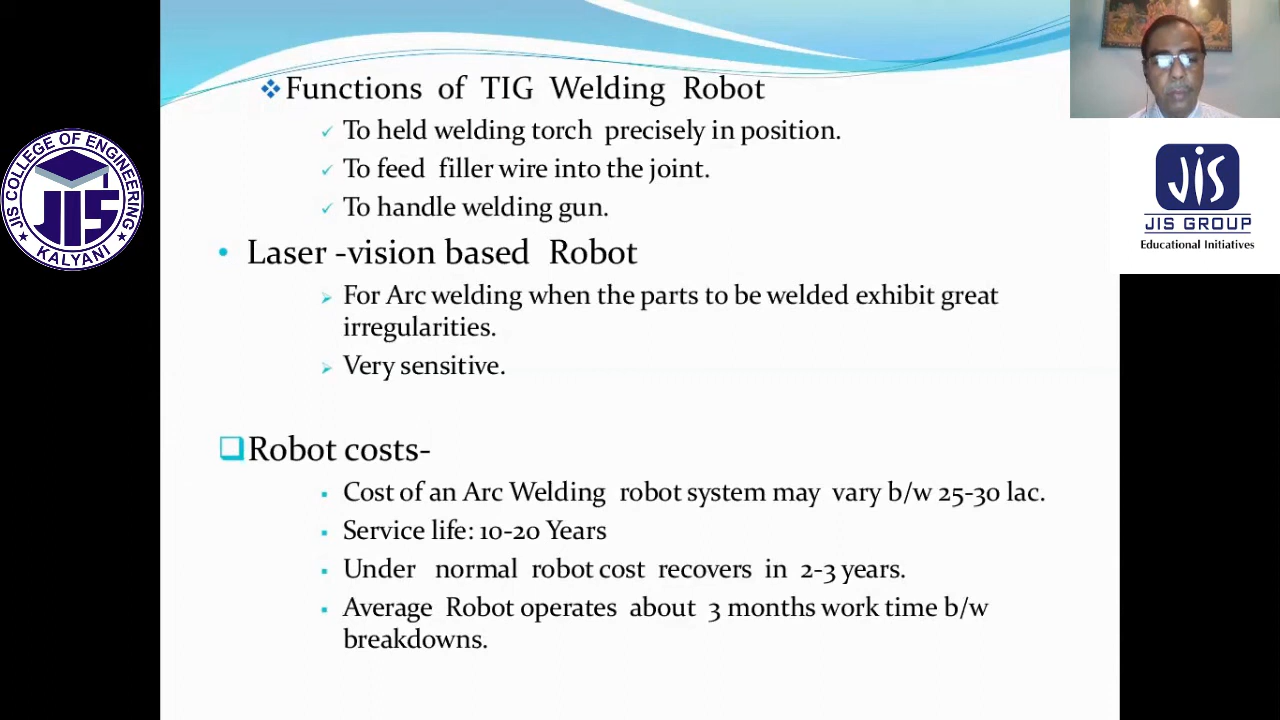 Functions of TIG Welding Robot
To held welding torch precisely in position.
To feed filler wire into the joint.
To handle welding gun.
Laser -vision based Robot
For Arc welding when the parts to be welded exhibit great
irregularities.
Very sensitive.
Robot costs-
Cost of an Arc Welding robot system may vary b/w 25-30 lac.
Service life: 10-20 Years
Under normal robot cost recovers in 2-3 years.
Average Robot operates about 3 months work time b/w
breakdowns.
JIS COLLEGE OF ENGINEERING
JIS
KALYANI
JIS
JIS GROUP
Educational Initiatives